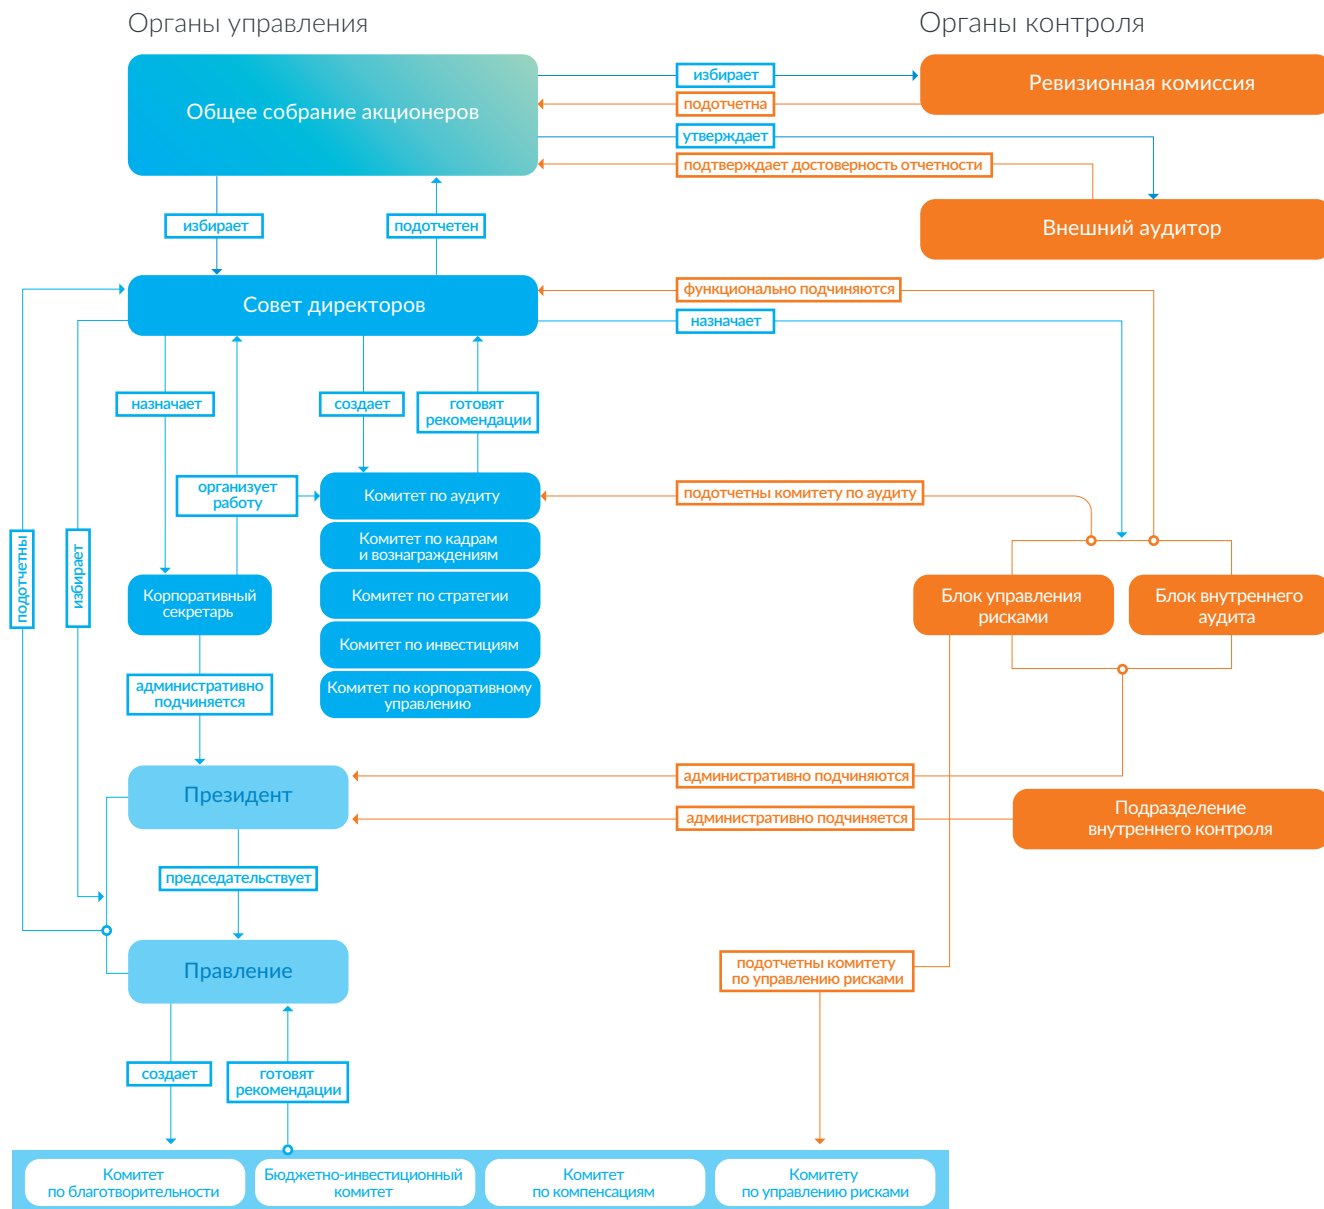 Органы управления
Органы контроля
Общее собрание акционеров
избирает
Ревизионная комиссия
подотчетна
утверждает
подтверждает достоверность отчетности
Внешний аудитор
избирает
подотчетен
Совет директоров
функционально подчиняются
назначает
назначает
создает
готовят
рекомендации
организует
работу
Комитет по аудиту
подотчетны комитету по аудиту
Комитет по кадрам
и вознаграждениям
подотчетны
избирает
Корпоративный
секретарь
Комитет по стратегии
Блок управления
рисками
Блок внутреннего
аудита
Комитет по инвестициям
административно
подчиняется
Комитет по корпоративному
управлению
Президент
административно подчиняются
административно подчиняется
Подразделение
внутреннего контроля
председательствует
Правление
подотчетны комитету
по управлению рисками
создает
готовят
рекомендации
Комитет
по благотворительности
Бюджетно-инвестиционный
комитет
Комитет
по компенсациям
Комитету
по управлению рисками